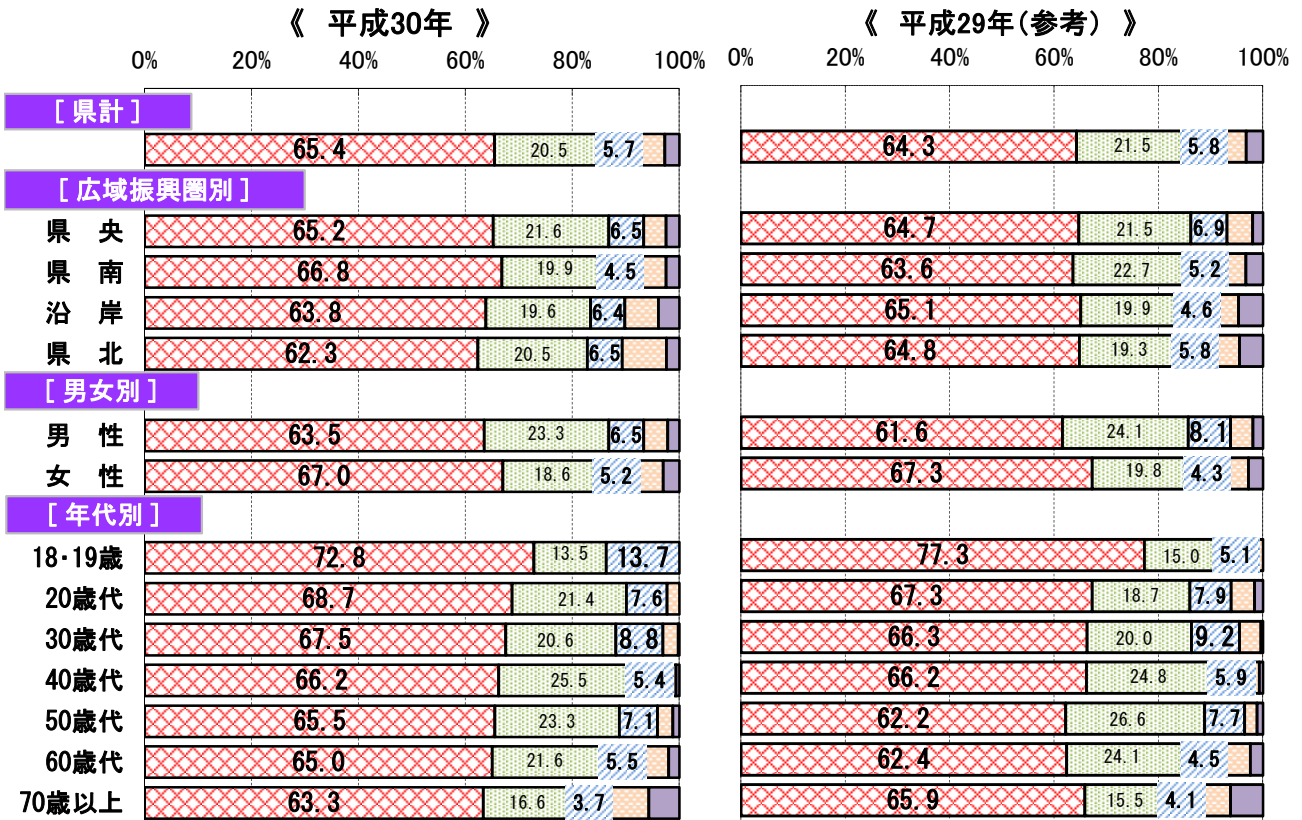 《 平成30年 》 《 平成29年(参考) 》
0% 20% 40% 60% 80% 100% 0% 20% 40% 60% 80% 100%
[ 県計 ]
65.4 20.5 5.7 64.3 21.5 5.8
[ 広域振興圏別 ]
県 央 65.2 21.6 6.5 64.7 21.5 6.9
県 南 66.8 19.9 4.5 63.6 22.7 5.2
沿 岸 63.8 19.6 6.4 65.1 19.9 4.6
県 北 62.3 20.5 6.5 64.8 19.3 5.8
[ 男女別 ]
男 性 63.5 23.3 6.5 61.6 24.1 8.1
女 性 67.0 18.6 5.2 67.3 19.8 4.3
[ 年代別 ]
18・19歳 72.8 13.5 13.7 77.3 15.0 5.1
20歳代 68.7 21.4 7.6 67.3 18.7 7.9
30歳代 67.5 20.6 8.8 66.3 20.0 9.2
40歳代 66.2 25.5 5.4 66.2 24.8 5.9
50歳代 65.5 23.3 7.1 62.2 26.6 7.7
60歳代 65.0 21.6 5.5 62.4 24.1 4.5
70歳以上 63.3 16.6 3.7 65.9 15.5 4.1